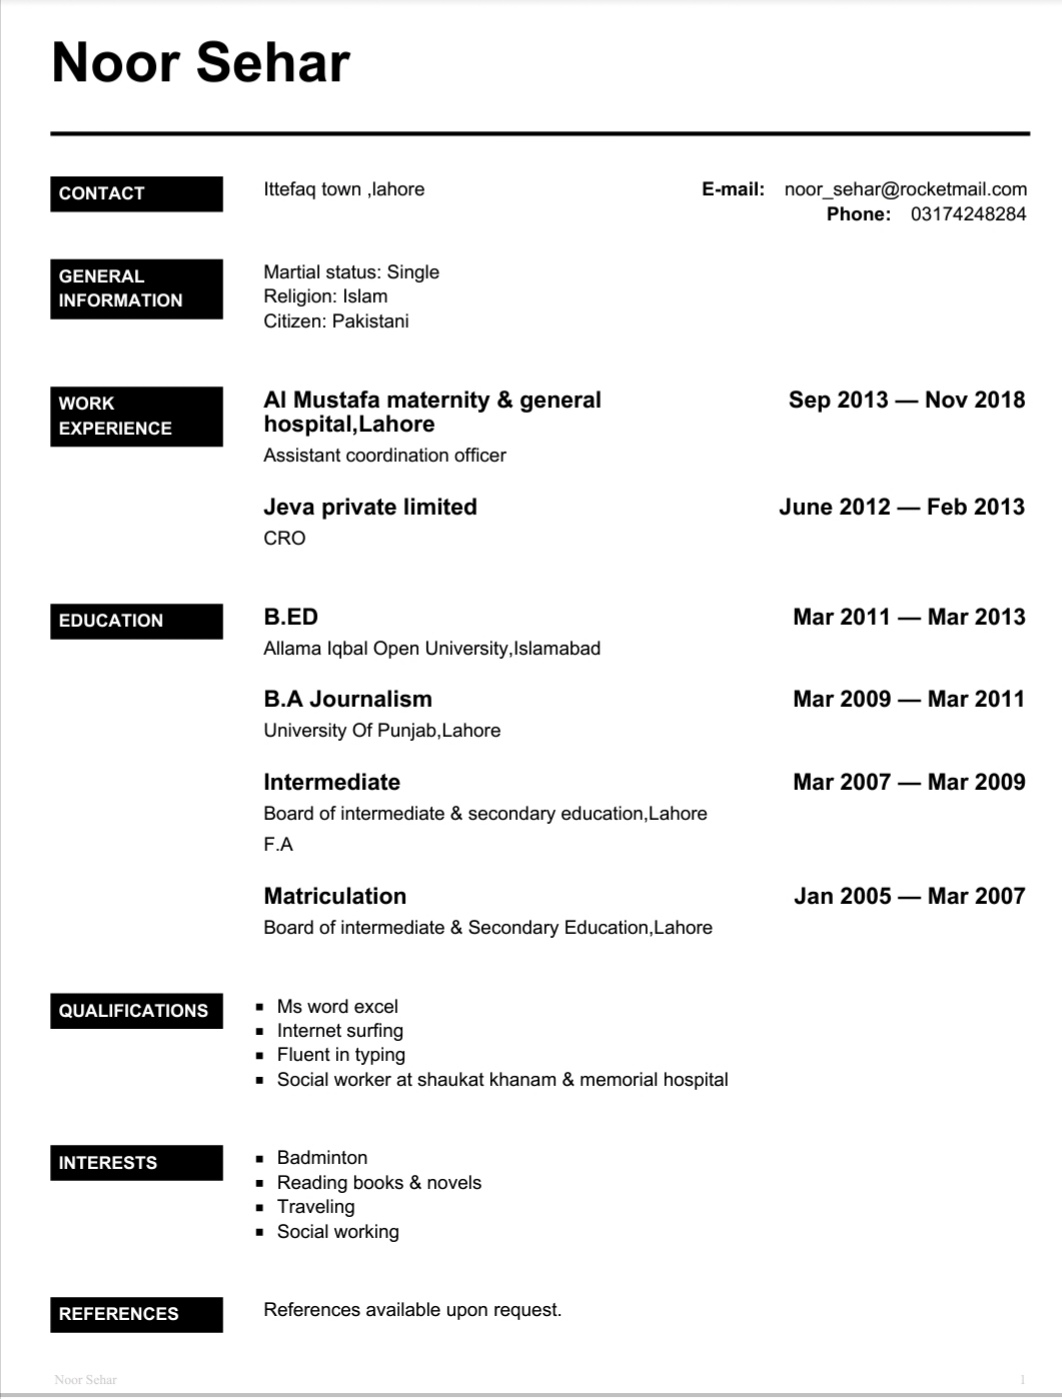 Noor Sehar
CONTACT
Ittefaq town ,lahore
E-mail: noor_sehar@rocketmail.com
Phone: 03174248284
GENERAL
INFORMATION
Martial status: Single
Religion: Islam
Citizen: Pakistani
WORK
EXPERIENCE
Al Mustafa maternity & general
hospital,Lahore
Sep 2013 — Nov 2018
Assistant coordination officer
Jeva private limited
June 2012 — Feb 2013
CRO
EDUCATION
B.ED
Mar 2011 — Mar 2013
Allama Iqbal Open University,Islamabad
B.A Journalism
Mar 2009 — Mar 2011
University Of Punjab,Lahore
Intermediate
Mar 2007 — Mar 2009
Board of intermediate & secondary education,Lahore
F.A
Matriculation
Jan 2005 — Mar 2007
Board of intermediate & Secondary Education,Lahore
QUALIFICATIONS
▪ Ms word excel
▪ Internet surfing
▪ Fluent in typing
▪ Social worker at shaukat khanam & memorial hospital
INTERESTS
▪ Badminton
▪ Reading books & novels
▪ Traveling
▪ Social working
REFERENCES
References available upon request.
Noor Sehar
1